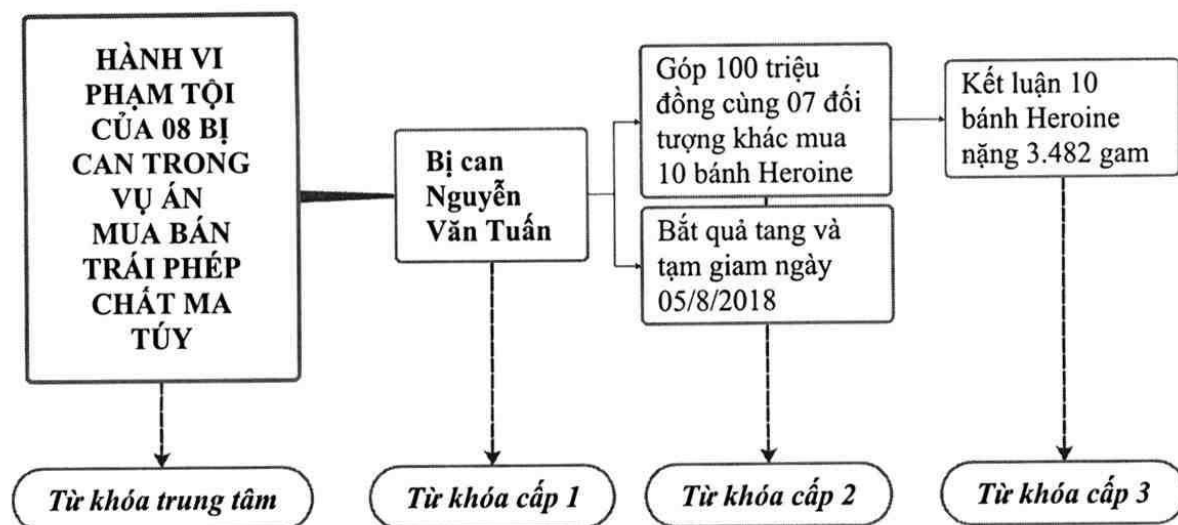 HÀNH VI
PHẠM TỘI
CỦA 08 BỊ
CAN TRONG
VỤ ÁN
MUA BÁN
TRÁI PHÉP
CHẤT MA
TÚY
Bị can
Nguyễn
Văn Tuấn
Góp 100 triệu
đồng cùng 07 đối
tượng khác mua
10 bánh Heroine
Bắt quả tang và
tạm giam ngày
05/8/2018
Kết luận 10
bánh Heroine
nặng 3.482 gam
Từ khóa trung tâm
Từ khóa cấp 1
Từ khóa cấp 2
Từ khóa cấp 3